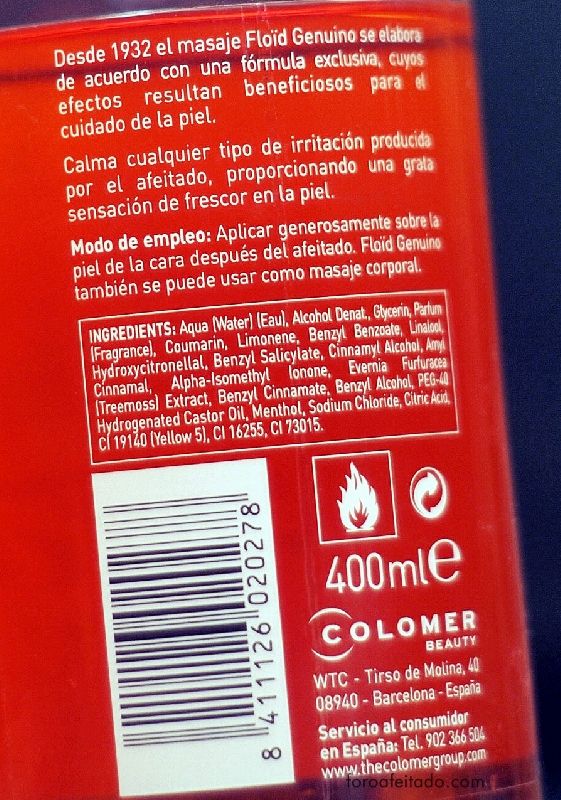 Desde 1932 el masaje Floïd Genuino se elabora
de acuerdo con una fórmula exclusiva, cuyos
efectos resultan beneficiosos para el
cuidado de la piel.
Calma cualquier tipo de irritación producida
por el afeitado, proporcionando una grata
sensación de frescor en la piel.
Modo de empleo: Aplicar generosamente sobre la
piel de la cara después del afeitado. Floïd Genuino
también se puede usar como masaje corporal.
INGREDIENTS: Aqua (Water) (Eau), Alcohol Denat., Glycerin, Parfum
(Fragrance), Coumarin, Limonene, Benzyl Benzoate, Linalool,
Hydroxycitronellal, Benzyl Salicylate, Cinnamyl Alcohol, Amyl
Cinnamal, Alpha-Isomethyl Ionone, Evernia Furfuracea
(Treemoss) Extract, Benzyl Cinnamate, Benzyl Alcohol, PEG-40
Hydrogenated Castor Oil, Menthol, Sodium Chloride, Citric Acid,
CI 19140 (Yellow 5), CI 16255, CI 73015.
8 411126 020278
400ml e
COLOMER
BEAUTY
WTC - Tirso de Molina, 40
08940 - Barcelona - España
Servicio al consumidor
en España: Tel. 902 366 504
www.thecolomergroup.com
foroafeitado.com